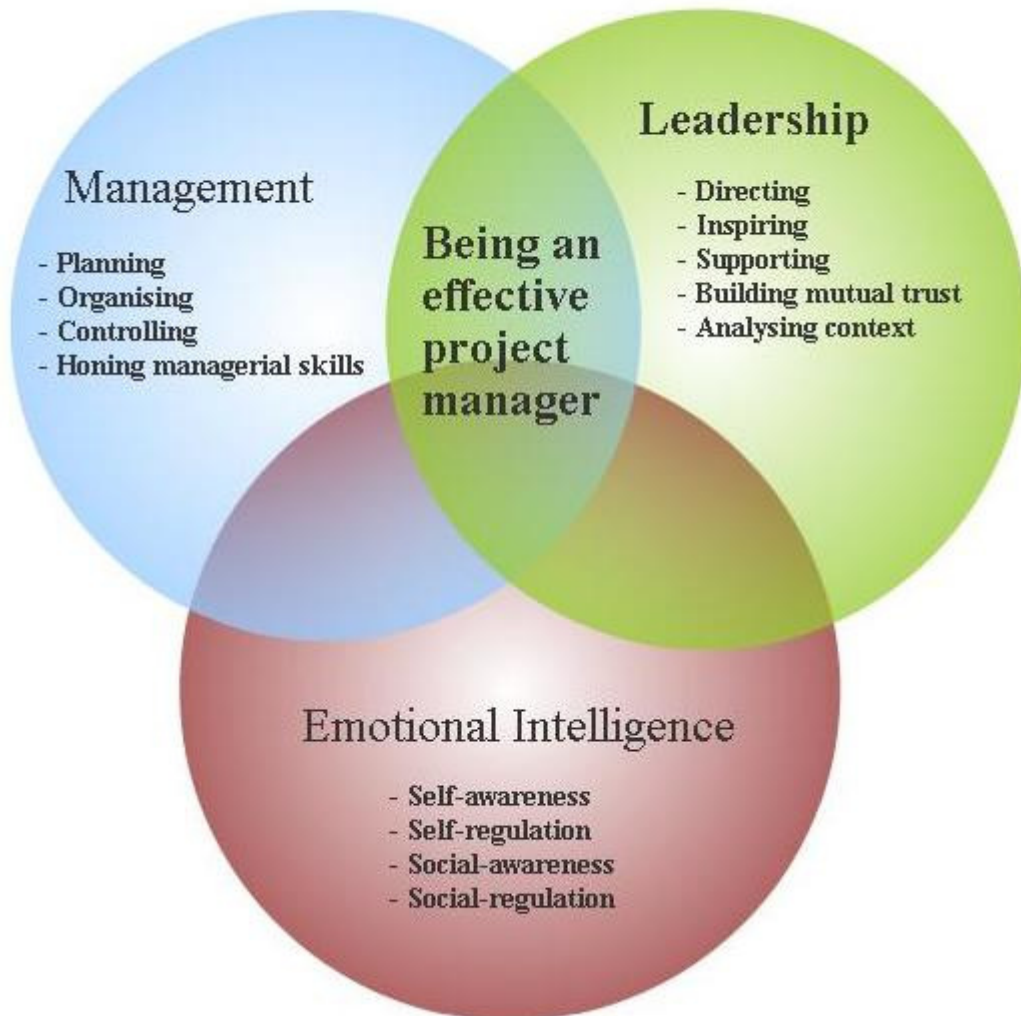 Management
- Planning
- Organising
- Controlling
- Honing managerial skills
Being an
effective
project
manager
Leadership
- Directing
- Inspiring
- Supporting
- Building mutual trust
- Analysing context
Emotional Intelligence
- Self-awareness
- Self-regulation
- Social-awareness
- Social-regulation